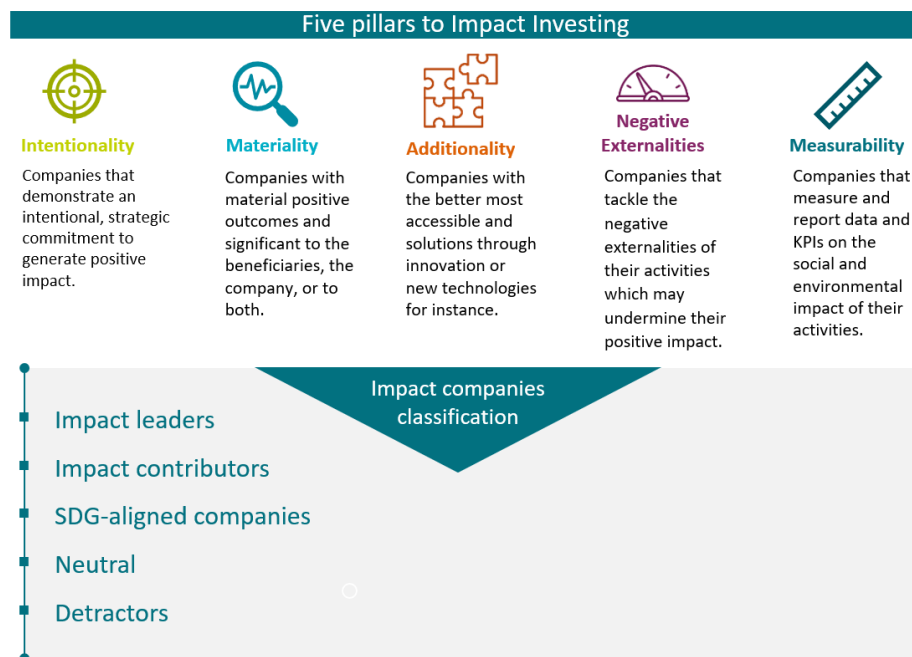 Five pillars to Impact Investing
Intentionality
Companies that
demonstrate an
intentional, strategic
commitment to
generate positive
impact.
Materiality
Companies with
material positive
outcomes and
significant to the
beneficiaries, the
company, or to
both.
Additionality
Companies with
the better most
accessible and
solutions through
innovation or
new technologies
for instance.
Negative
Externalities
Companies that
tackle the
negative
externalities of
their activities
which may
undermine their
positive impact.
Measurability
Companies that
measure and
report data and
KPIs on the
social and
environmental
impact of their
activities.
Impact companies
classification
Impact leaders
Impact contributors
SDG-aligned companies
Neutral
Detractors